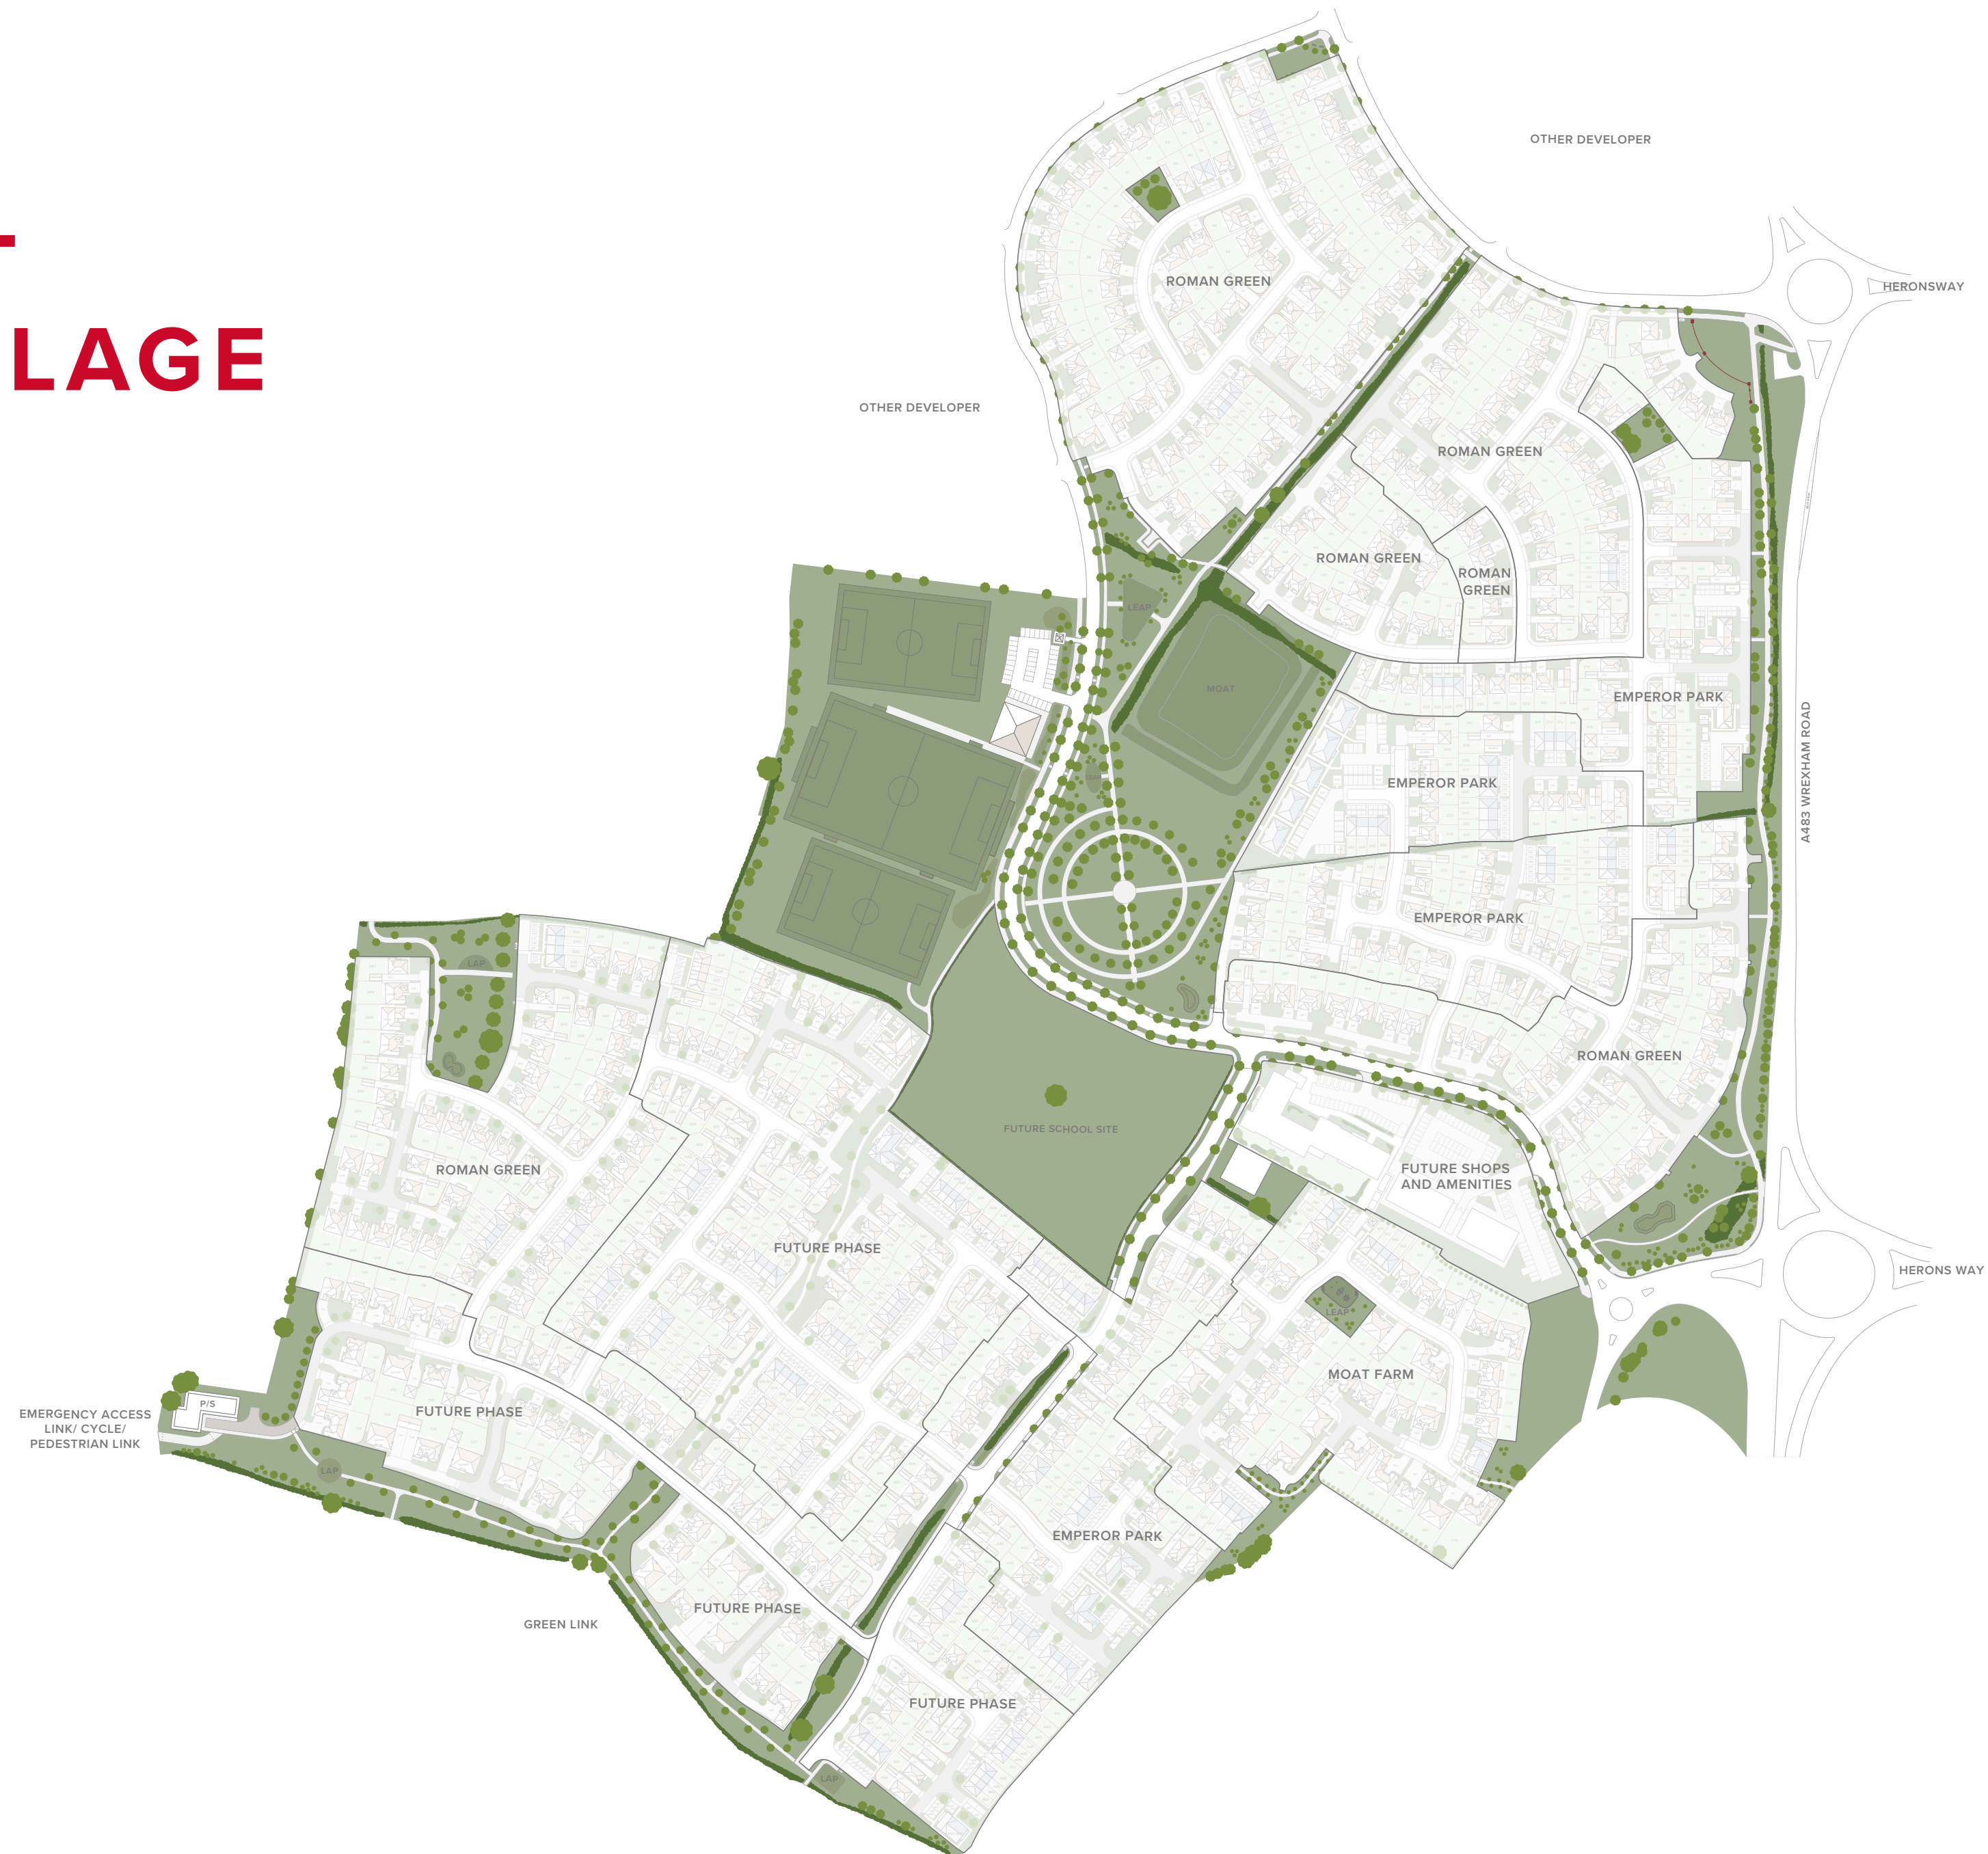 LAGE
OTHER DEVELOPER
ROMAN GREEN
HERONSWAY
OTHER DEVELOPER
ROMAN GREEN
ROMAN GREEN
ROMAN
GREEN
LEAP
MOAT
EMPEROR PARK
A483 WREXHAM ROAD
EMPEROR PARK
EMPEROR PARK
LAP
ROMAN GREEN
FUTURE SCHOOL SITE
ROMAN GREEN
FUTURE SHOPS
AND AMENITIES
FUTURE PHASE
HERONS WAY
LEAP
MOAT FARM
P/S
FUTURE PHASE
EMERGENCY ACCESS
LINK/ CYCLE/
PEDESTRIAN LINK
LAP
EMPEROR PARK
FUTURE PHASE
GREEN LINK
FUTURE PHASE
LAP